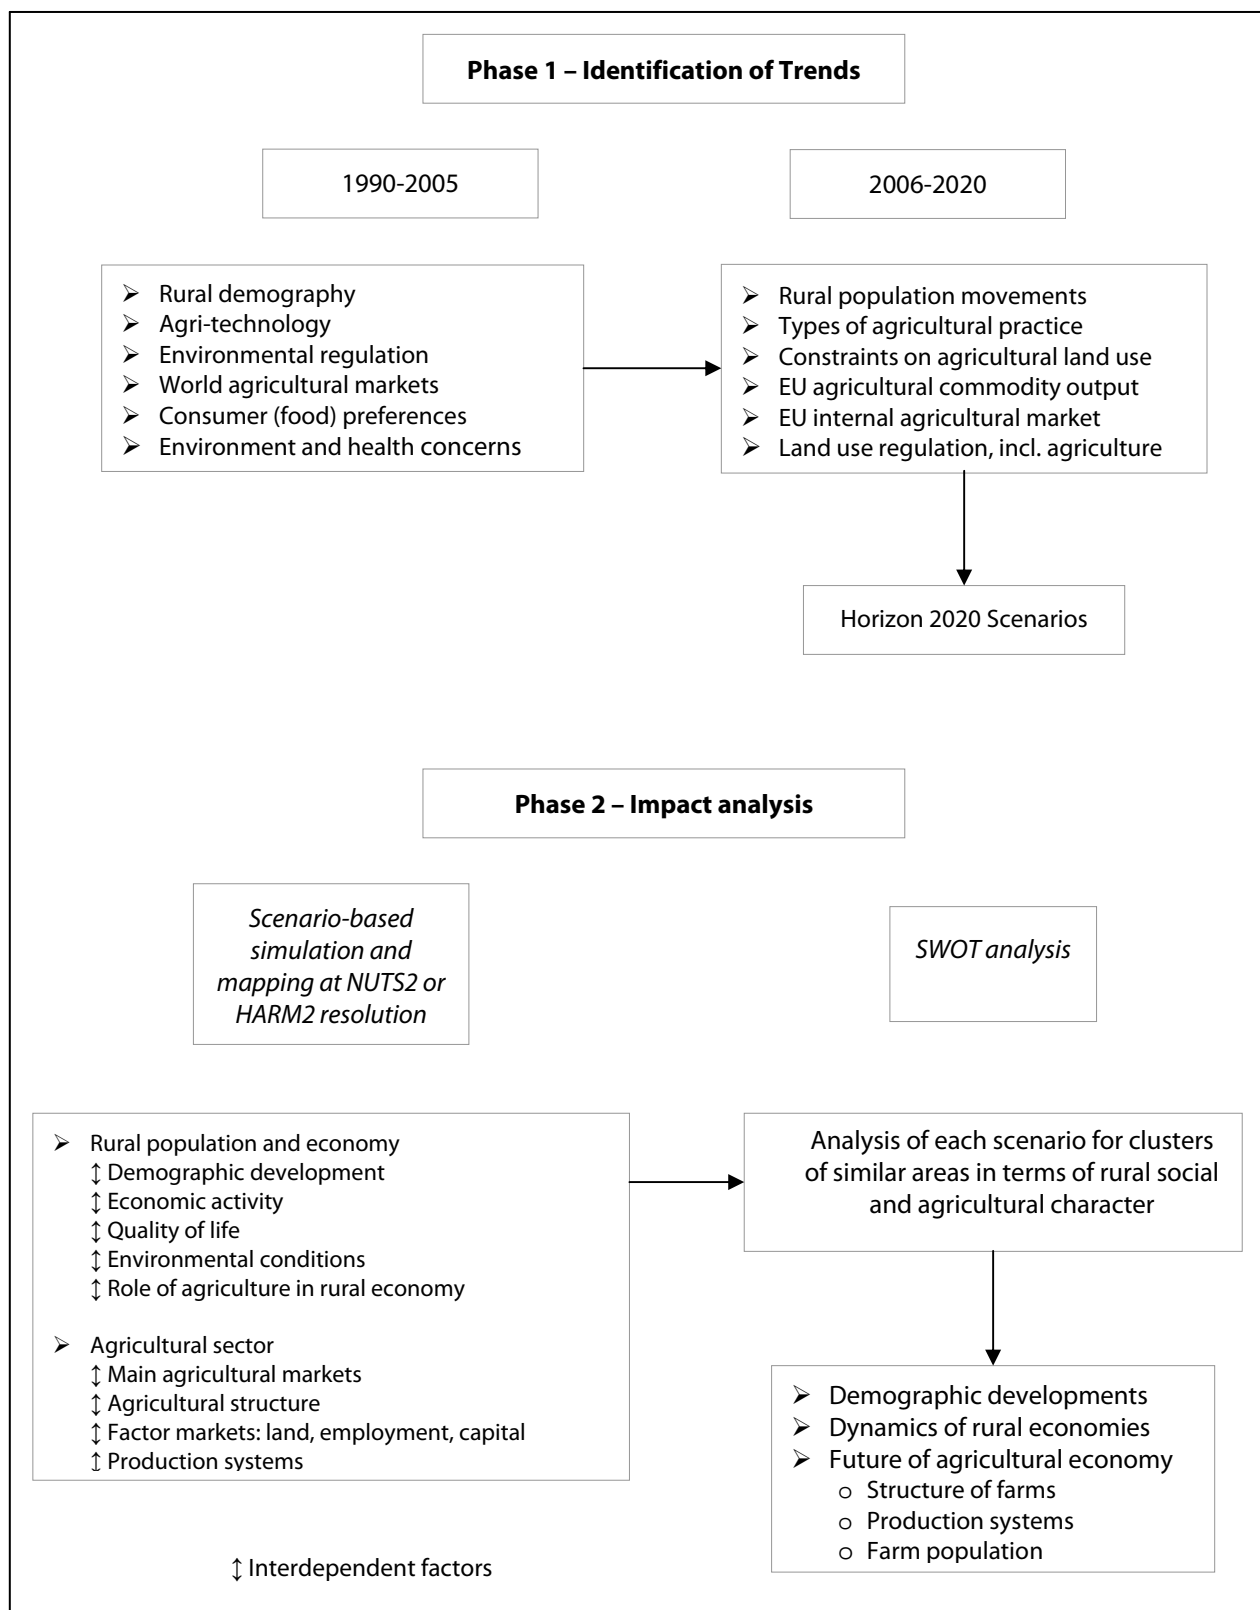 Phase 1 – Identification of Trends
1990-2005
2006-2020
➢ Rural demography
➢ Agri-technology
➢ Environmental regulation
➢ World agricultural markets
➢ Consumer (food) preferences
➢ Environment and health concerns
➢ Rural population movements
➢ Types of agricultural practice
➢ Constraints on agricultural land use
➢ EU agricultural commodity output
➢ EU internal agricultural market
➢ Land use regulation, incl. agriculture
Horizon 2020 Scenarios
Phase 2 – Impact analysis
Scenario-based
simulation and
mapping at NUTS2 or
HARM2 resolution
SWOT analysis
➢ Rural population and economy
↕ Demographic development
↕ Economic activity
↕ Quality of life
↕ Environmental conditions
↕ Role of agriculture in rural economy
➢ Agricultural sector
↕ Main agricultural markets
↕ Agricultural structure
↕ Factor markets: land, employment, capital
↕ Production systems
Analysis of each scenario for clusters
of similar areas in terms of rural social
and agricultural character
➢ Demographic developments
➢ Dynamics of rural economies
➢ Future of agricultural economy
o Structure of farms
o Production systems
o Farm population
↕ Interdependent factors